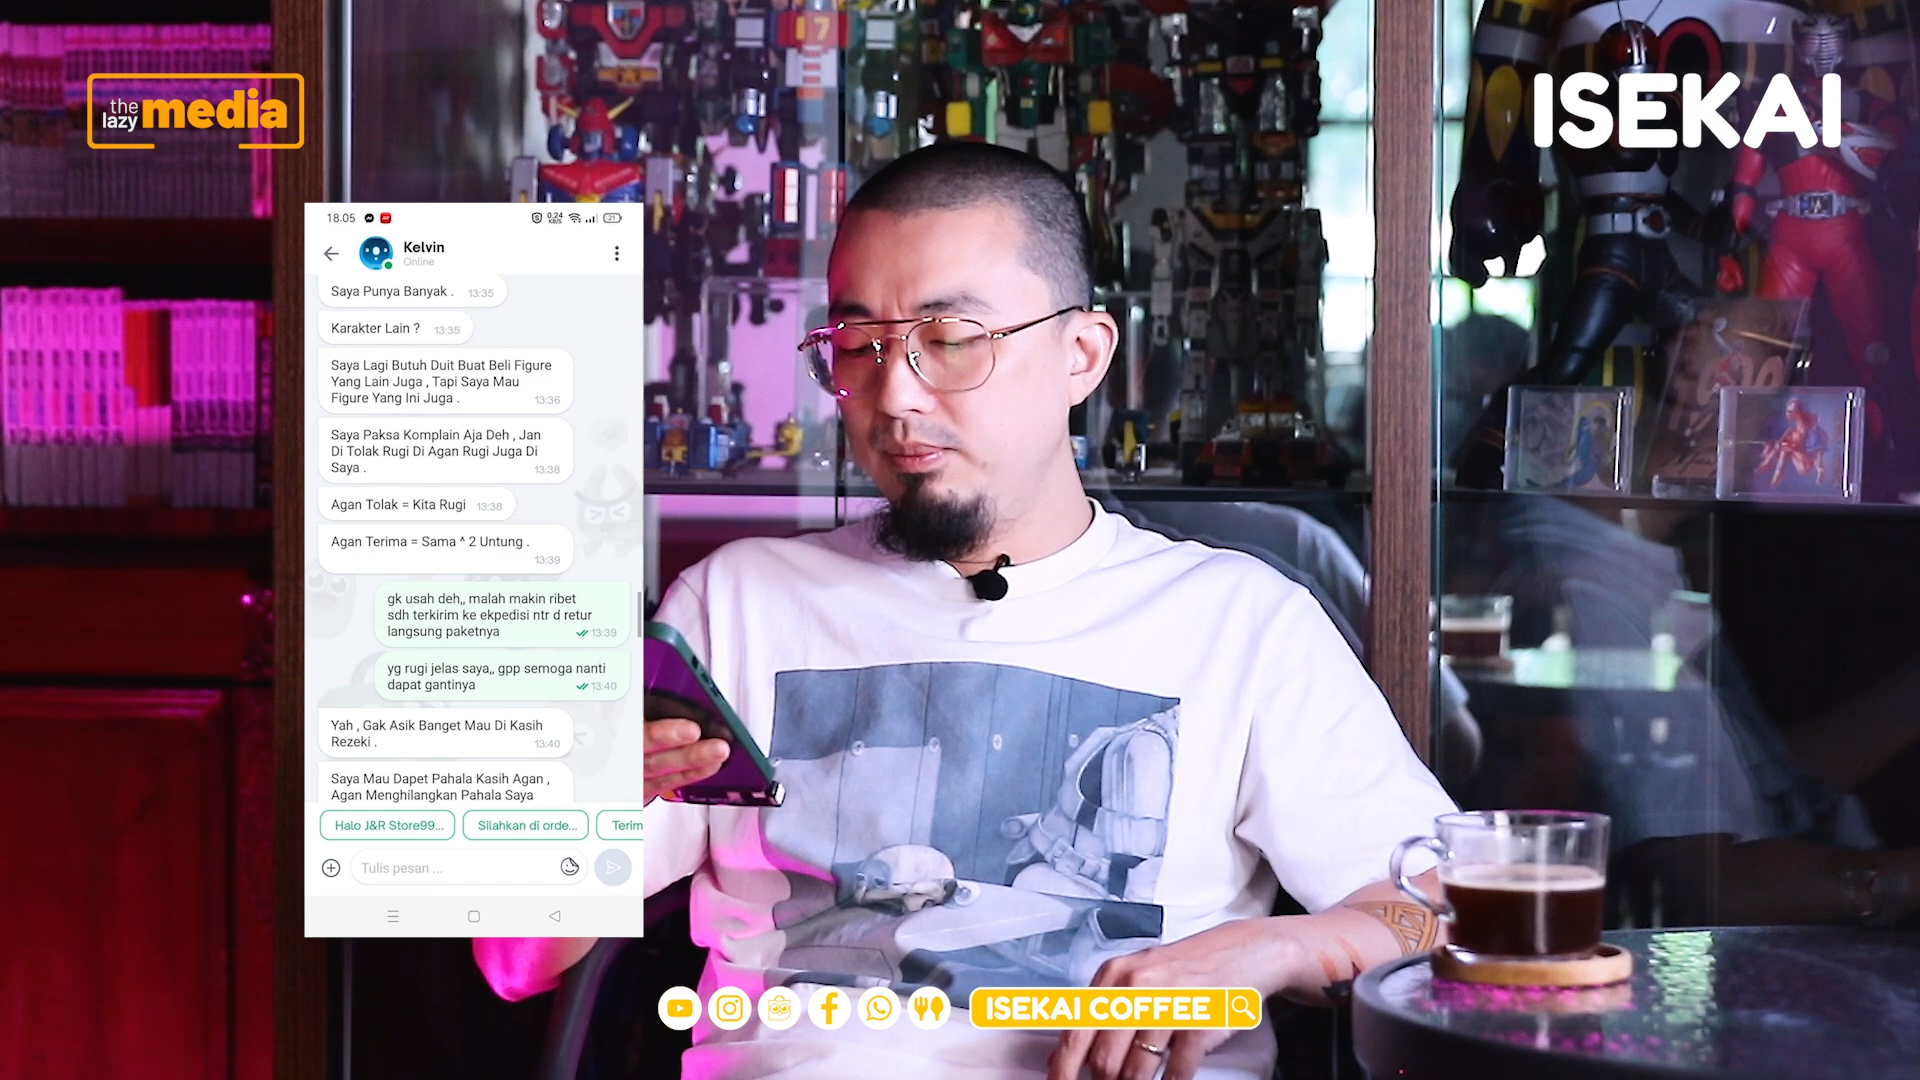 the lazy media
ISEKAI
18.05
0.24
KB/S
21
Kelvin
Online
Saya Punya Banyak . 13:35
Karakter Lain ? 13:35
Saya Lagi Butuh Duit Buat Beli Figure
Yang Lain Juga , Tapi Saya Mau
Figure Yang Ini Juga . 13:36
Saya Paksa Komplain Aja Deh , Jan
Di Tolak Rugi Di Agan Rugi Juga Di
Saya . 13:38
Agan Tolak = Kita Rugi 13:38
Agan Terima = Sama ^ 2 Untung .
13:39
gk usah deh,, malah makin ribet
sdh terkirim ke ekpedisi ntr d retur
langsung paketnya 13:39
yg rugi jelas saya,, gpp semoga nanti
dapat gantinya 13:40
Yah , Gak Asik Banget Mau Di Kasih
Rezeki . 13:40
Saya Mau Dapet Pahala Kasih Agan ,
Agan Menghilangkan Pahala Saya
Halo J&R Store99...
Silahkan di orde...
Terim
Tulis pesan ...
17
ISEKAI COFFEE